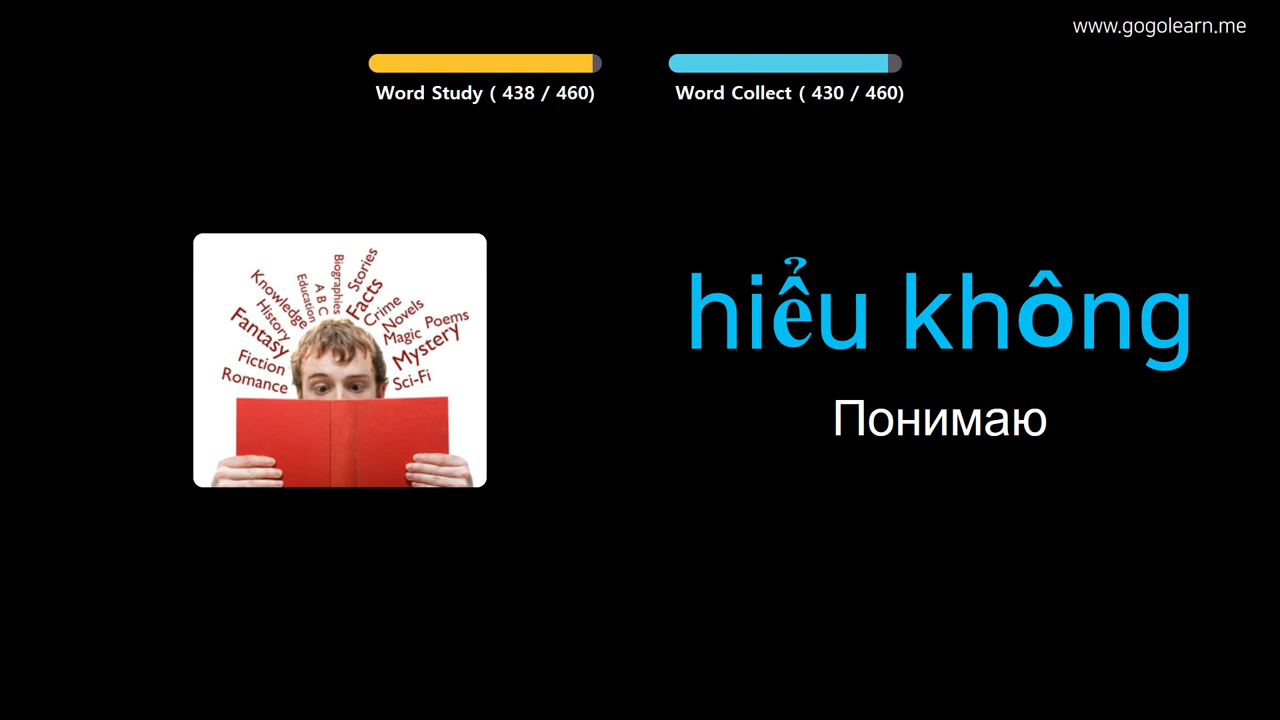 www.gogolearn.me
Word Study ( 438 / 460)
Word Collect ( 430 / 460)
hiểu không
Понимаю
Knowledge
History
Fantasy
Fiction
Romance
Education
A B C
Biographies
Stories
Facts
Crime
Novels
Magic
Poems
Mystery
Sci-Fi